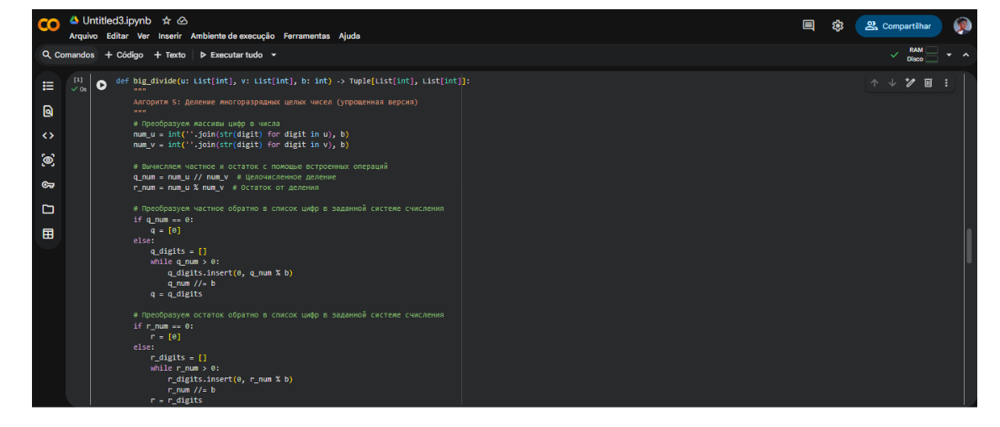 Untitled3.ipynb
Arquivo Editar Ver Inserir Ambiente de execução Ferramentas Ajuda
Compartilhar
Comandos + Código + Texto Executar tudo
RAM
Disco
[1]
0s
def big_divide(u: List[int], v: List[int], b: int) -> Tuple[List[int], List[int]]:
"""
Алгоритм 5: Деление многоразрядных целых чисел (упрощенная версия)
"""
# Преобразуем массивы цифр в числа
num_u = int(''.join(str(digit) for digit in u), b)
num_v = int(''.join(str(digit) for digit in v), b)
# Вычисляем частное и остаток с помощью встроенных операций
q_num = num_u // num_v # Целочисленное деление
r_num = num_u % num_v # Остаток от деления
# Преобразуем частное обратно в список цифр в заданной системе счисления
if q_num == 0:
q = [0]
else:
q_digits = []
while q_num > 0:
q_digits.insert(0, q_num % b)
q_num //= b
q = q_digits
# Преобразуем остаток обратно в список цифр в заданной системе счисления
if r_num == 0:
r = [0]
else:
r_digits = []
while r_num > 0:
r_digits.insert(0, r_num % b)
r_num //= b
r = r_digits